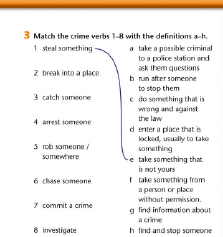 3 Match the crime verbs 1–8 with the definitions a–h.
1 steal something
2 break into a place
3 catch someone
4 arrest someone
5 rob someone /
somewhere
6 chase someone
7 commit a crime
8 investigate
a take a possible criminal
to a police station and
ask them questions
b run after someone
to stop them
c do something that is
wrong and against
the law
d enter a place that is
locked, usually to take
something
e take something that
is not yours
f take something from
a person or place
without permission.
g find information about
a crime
h find and stop someone